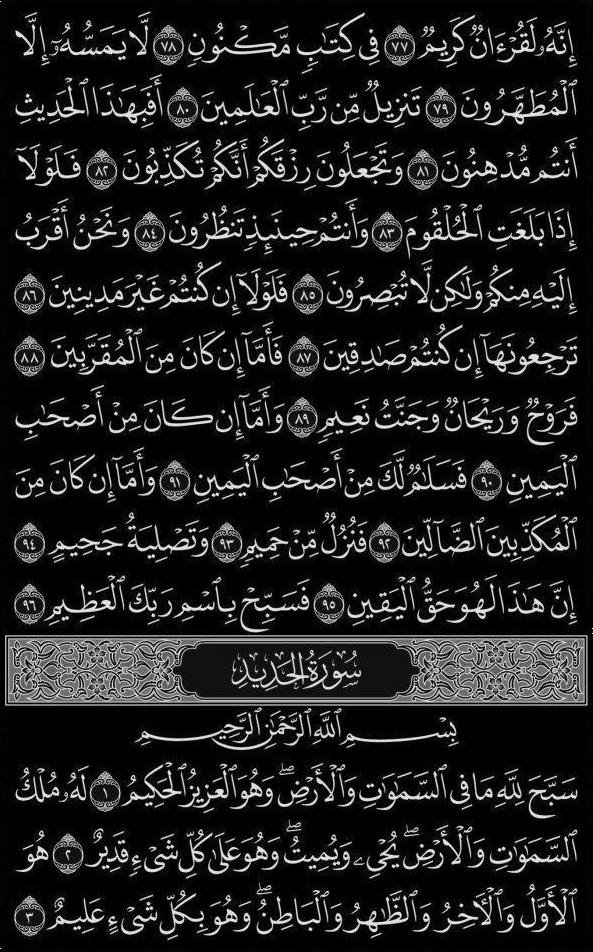 إِنَّهُۥ لَقُرْءَانٌ كَرِيمٌ ٧٧ فِى كِتَٰبٍ مَّكْنُونٍ ٧٨ لَّا يَمَسُّهُۥٓ إِلَّا
ٱلْمُطَهَّرُونَ ٧٩ تَنزِيلٌ مِّن رَّبِّ ٱلْعَٰلَمِينَ ٨٠ أَفَبِهَٰذَا ٱلْحَدِيثِ
أَنتُم مُّدْهِنُونَ ٨١ وَتَجْعَلُونَ رِزْقَكُمْ أَنَّكُمْ تُكَذِّبُونَ ٨٢ فَلَوْلَآ
إِذَا بَلَغَتِ ٱلْحُلْقُومَ ٨٣ وَأَنتُمْ حِينَئِذٍ تَنظُرُونَ ٨٤ وَنَحْنُ أَقْرَبُ
إِلَيْهِ مِنكُمْ وَلَٰكِن لَّا تُبْصِرُونَ ٨٥ فَلَوْلَآ إِن كُنتُمْ غَيْرَ مَدِينِينَ ٨٦
تَرْجِعُونَهَآ إِن كُنتُمْ صَٰدِقِينَ ٨٧ فَأَمَّآ إِن كَانَ مِنَ ٱلْمُقَرَّبِينَ ٨٨
فَرَوْحٌ وَرَيْحَانٌ وَجَنَّتُ نَعِيمٍ ٨٩ وَأَمَّآ إِن كَانَ مِنْ أَصْحَٰبِ
ٱلْيَمِينِ ٩٠ فَسَلَٰمٌ لَّكَ مِنْ أَصْحَٰبِ ٱلْيَمِينِ ٩١ وَأَمَّآ إِن كَانَ مِنَ
ٱلْمُكَذِّبِينَ ٱلضَّآلِّينَ ٩٢ فَنُزُلٌ مِّنْ حَمِيمٍ ٩٣ وَتَصْلِيَةُ جَحِيمٍ ٩٤
إِنَّ هَٰذَا لَهُوَ حَقُّ ٱلْيَقِينِ ٩٥ فَسَبِّحْ بِٱسْمِ رَبِّكَ ٱلْعَظِيمِ ٩٦
سُورَةُ الحَدِيدِ
بِسْمِ ٱللَّهِ ٱلرَّحْمَٰنِ ٱلرَّحِيمِ
سَبَّحَ لِلَّهِ مَا فِى ٱلسَّمَٰوَٰتِ وَٱلْأَرْضِ ۖ وَهُوَ ٱلْعَزِيزُ ٱلْحَكِيمُ ١ لَهُۥ مُلْكُ
ٱلسَّمَٰوَٰتِ وَٱلْأَرْضِ ۖ يُحْىِۦ وَيُمِيتُ ۖ وَهُوَ عَلَىٰ كُلِّ شَىْءٍ قَدِيرٌ ٢ هُوَ
ٱلْأَوَّلُ وَٱلْءَاخِرُ وَٱلظَّٰهِرُ وَٱلْبَاطِنُ ۖ وَهُوَ بِكُلِّ شَىْءٍ عَلِيمٌ ٣